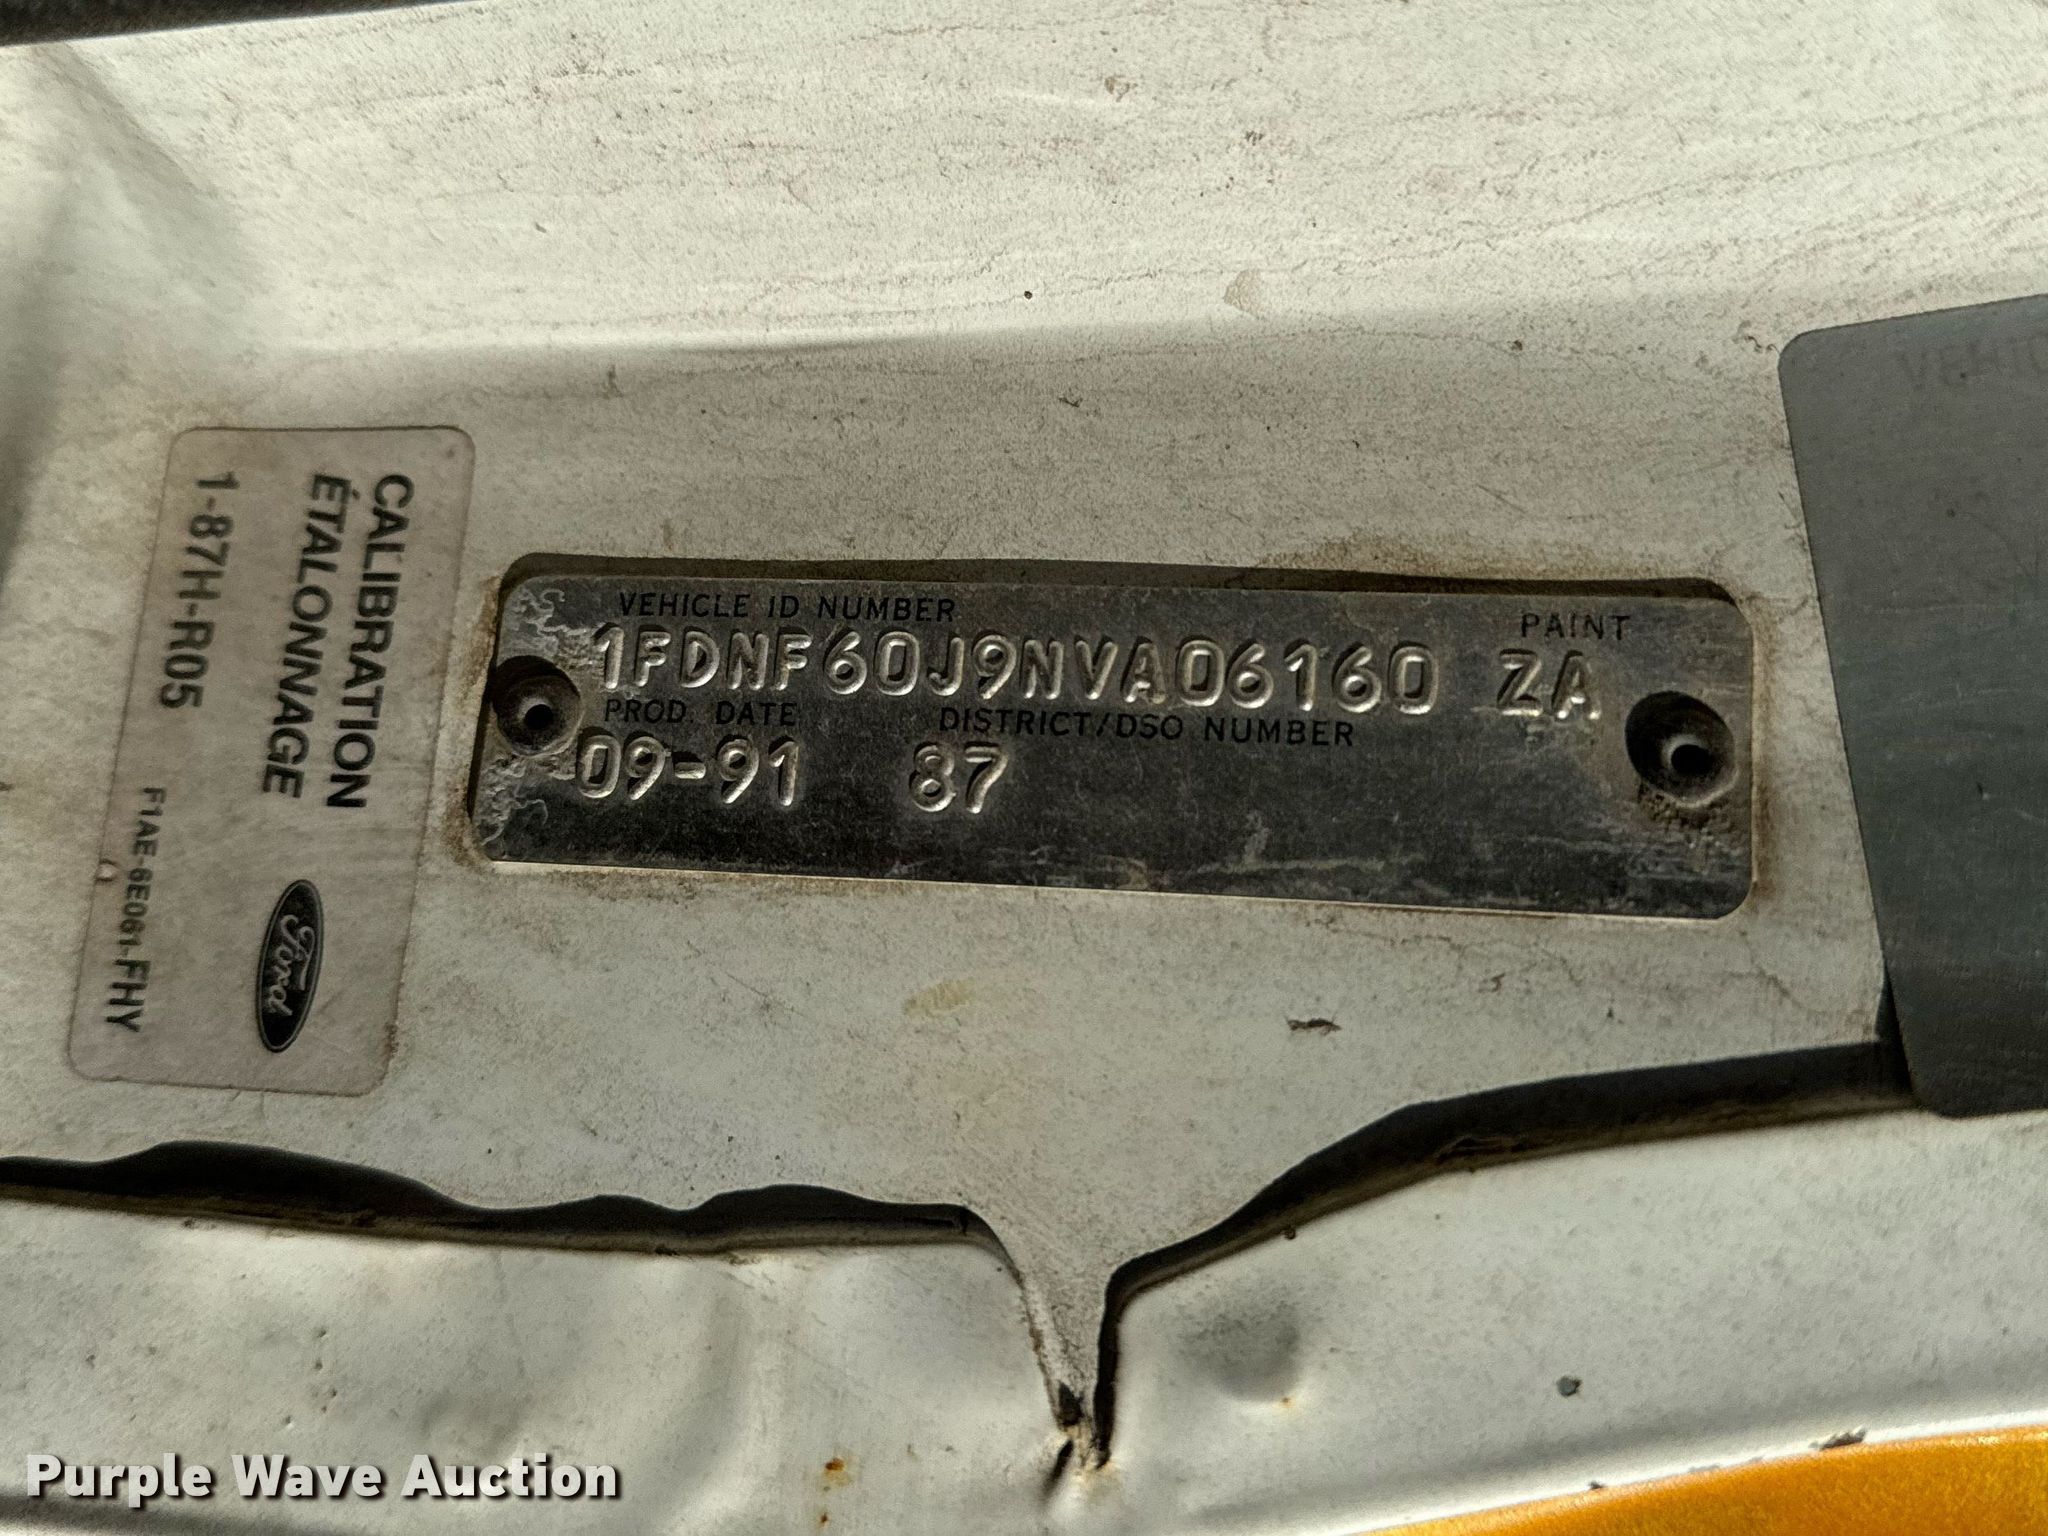 CALIBRATION
ÉTALONNAGE
1-87H-R05
F1AE-6E061-FHY
Ford
VEHICLE ID NUMBER PAINT
1FDNF60J9NVA06160 ZA
PROD. DATE DISTRICT/DSO NUMBER
09-91 87
Purple Wave Auction